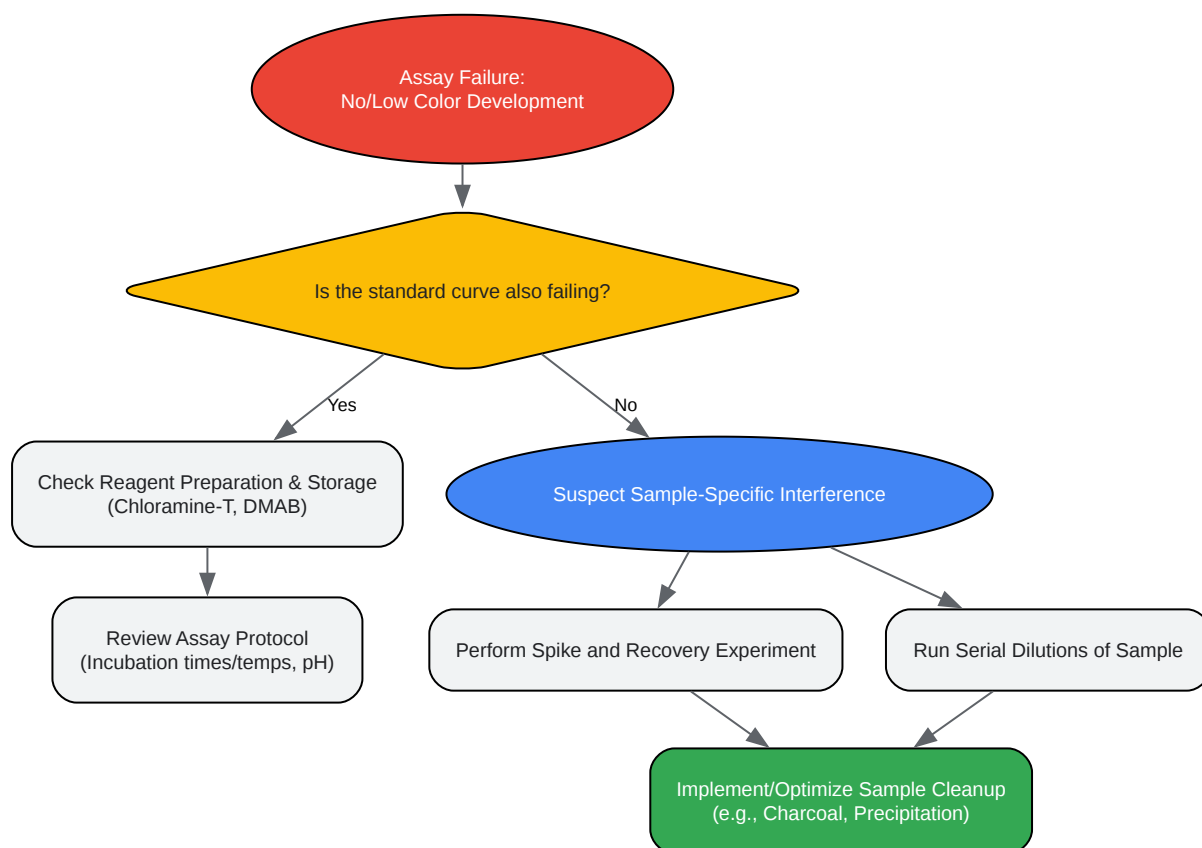 Assay Failure:
No/Low Color Development
Is the standard curve also failing?
Yes
No
Check Reagent Preparation & Storage
(Chloramine-T, DMAB)
Suspect Sample-Specific Interference
Review Assay Protocol
(Incubation times/temps, pH)
Perform Spike and Recovery Experiment
Run Serial Dilutions of Sample
Implement/Optimize Sample Cleanup
(e.g., Charcoal, Precipitation)